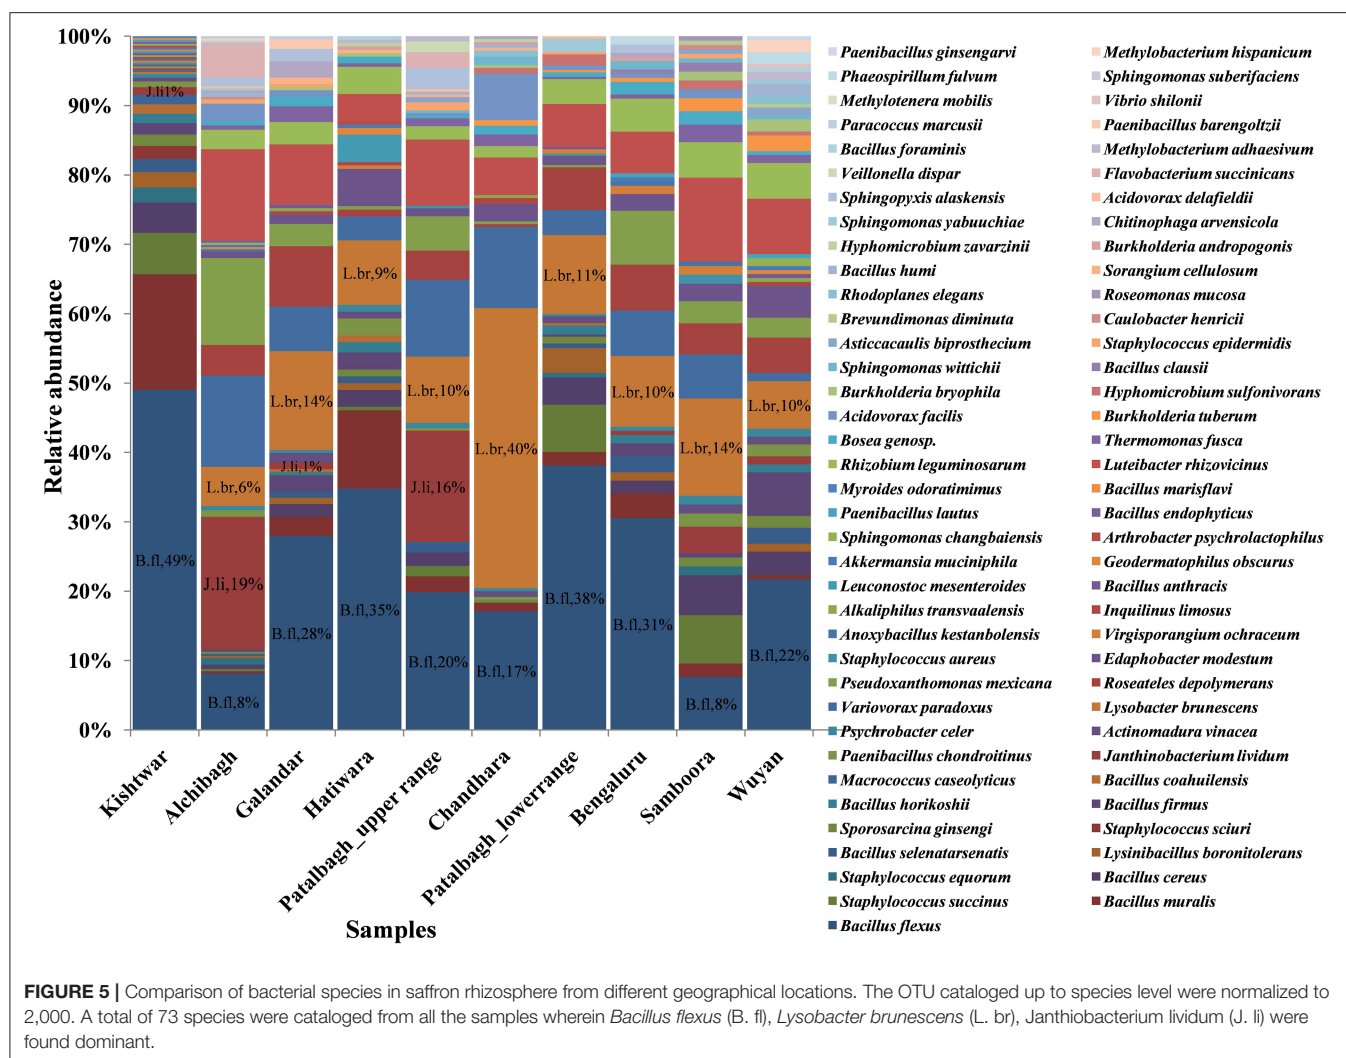 100%
90%
80%
70%
60%
50%
40%
30%
20%
10%
0%
Relative abundance
J.li1%
B.fl,49%
L.br,6%
J.li,19%
B.fl,8%
L.br,14%
J.li,1%
B.fl,28%
L.br,9%
B.fl,35%
L.br,10%
J.li,16%
B.fl,20%
L.br,40%
B.fl,17%
L.br,11%
B.fl,38%
L.br,10%
B.fl,31%
L.br,14%
B.fl,8%
L.br,10%
B.fl,22%
Kishtwar
Alchibagh
Galandar
Hatiwara
Patalbagh_upper range
Chandhara
Patalbagh_lowerrange
Bengaluru
Samboora
Wuyan
Samples
Paenibacillus ginsengarvi Methylobacterium hispanicum
Phaeospirillum fulvum Sphingomonas suberifaciens
Methylotenera mobilis Vibrio shilonii
Paracoccus marcusii Paenibacillus barengoltzii
Bacillus foraminis Methylobacterium adhaesivum
Veillonella dispar Flavobacterium succinicans
Sphingopyxis alaskensis Acidovorax delafieldii
Sphingomonas yabuuchiae Chitinophaga arvensicola
Hyphomicrobium zavarzinii Burkholderia andropogonis
Bacillus humi Sorangium cellulosum
Rhodoplanes elegans Roseomonas mucosa
Brevundimonas diminuta Caulobacter henricii
Asticcacaulis biprosthecium Staphylococcus epidermidis
Sphingomonas wittichii Bacillus clausii
Burkholderia bryophila Hyphomicrobium sulfonivorans
Acidovorax facilis Burkholderia tuberum
Bosea genosp. Thermomonas fusca
Rhizobium leguminosarum Luteibacter rhizovicinus
Myroides odoratimimus Bacillus marisflavi
Paenibacillus lautus Bacillus endophyticus
Sphingomonas changbaiensis Arthrobacter psychrolactophilus
Akkermansia muciniphila Geodermatophilus obscurus
Leuconostoc mesenteroides Bacillus anthracis
Alkaliphilus transvaalensis Inquilinus limosus
Anoxybacillus kestanbolensis Virgisporangium ochraceum
Staphylococcus aureus Edaphobacter modestum
Pseudoxanthomonas mexicana Roseateles depolymerans
Variovorax paradoxus Lysobacter brunescens
Psychrobacter celer Actinomadura vinacea
Paenibacillus chondroitinus Janthinobacterium lividum
Macrococcus caseolyticus Bacillus coahuilensis
Bacillus horikoshii Bacillus firmus
Sporosarcina ginsengi Staphylococcus sciuri
Bacillus selenatarsenatis Lysinibacillus boronitolerans
Staphylococcus equorum Bacillus cereus
Staphylococcus succinus Bacillus muralis
Bacillus flexus
FIGURE 5 | Comparison of bacterial species in saffron rhizosphere from different geographical locations. The OTU cataloged up to species level were normalized to
2,000. A total of 73 species were cataloged from all the samples wherein Bacillus flexus (B. fl), Lysobacter brunescens (L. br), Janthiobacterium lividum (J. li) were
found dominant.